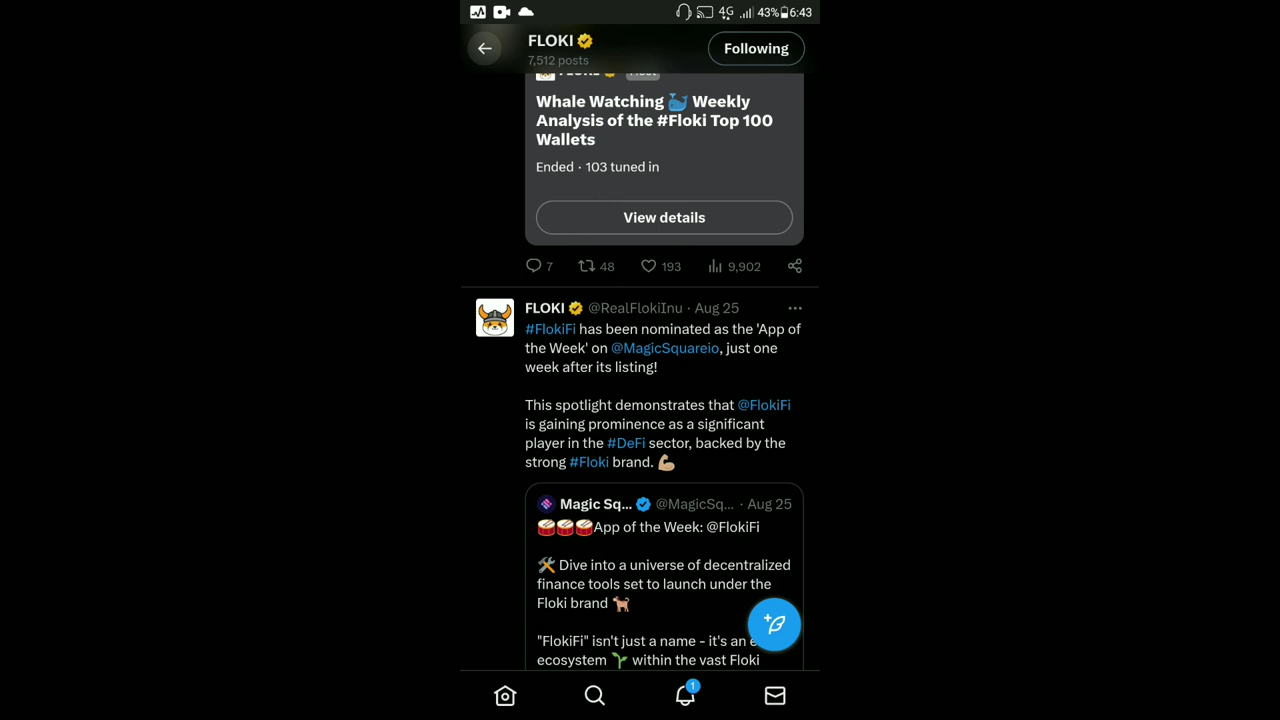 4G 43% 6:43
FLOKI
7,512 posts
Following
FLOKI Host
Whale Watching 🐳 Weekly
Analysis of the #Floki Top 100
Wallets
Ended · 103 tuned in
View details
7 48 193 9,902
FLOKI @RealFlokiInu · Aug 25
#FlokiFi has been nominated as the 'App of
the Week' on @MagicSquareio, just one
week after its listing!
This spotlight demonstrates that @FlokiFi
is gaining prominence as a significant
player in the #DeFi sector, backed by the
strong #Floki brand. 💪🏼
Magic Sq... @MagicSq... · Aug 25
🥁🥁🥁App of the Week: @FlokiFi
🛠️ Dive into a universe of decentralized
finance tools set to launch under the
Floki brand 🐕
"FlokiFi" isn't just a name - it's an
ecosystem 🌱 within the vast Floki
1